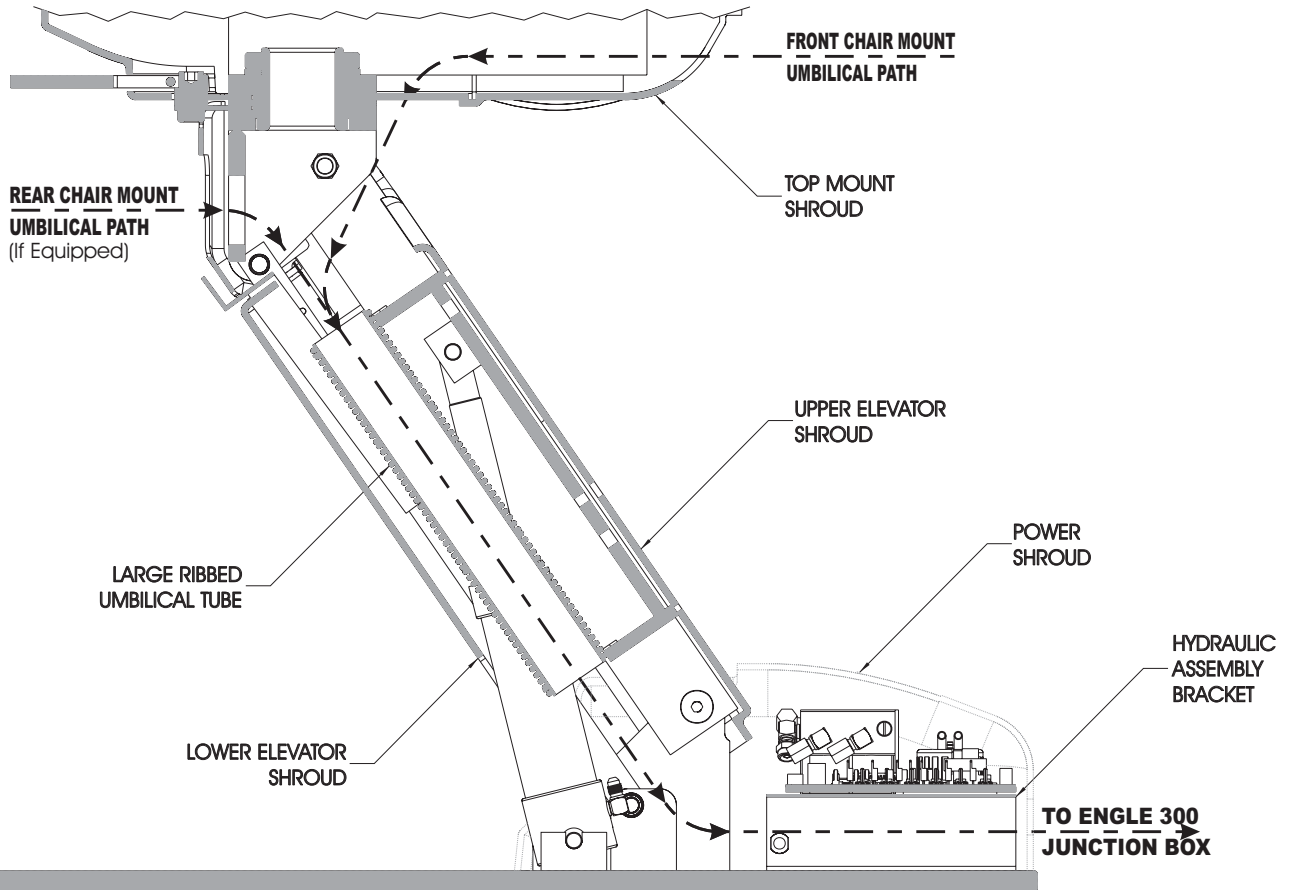 FRONT CHAIR MOUNT
UMBILICAL PATH
TOP MOUNT
SHROUD
REAR CHAIR MOUNT
UMBILICAL PATH
(If Equipped)
UPPER ELEVATOR
SHROUD
POWER
SHROUD
LARGE RIBBED
UMBILICAL TUBE
HYDRAULIC
ASSEMBLY
BRACKET
LOWER ELEVATOR
SHROUD
TO ENGLE 300
JUNCTION BOX